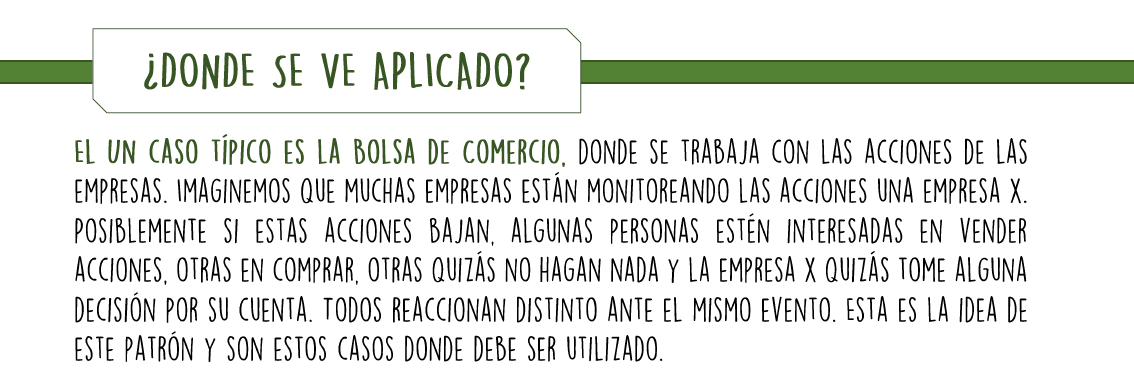 ¿DONDE SE VE APLICADO?
EL UN CASO TÍPICO ES LA BOLSA DE COMERCIO, DONDE SE TRABAJA CON LAS ACCIONES DE LAS
EMPRESAS. IMAGINEMOS QUE MUCHAS EMPRESAS ESTÁN MONITOREANDO LAS ACCIONES UNA EMPRESA X.
POSIBLEMENTE SI ESTAS ACCIONES BAJAN, ALGUNAS PERSONAS ESTÉN INTERESADAS EN VENDER
ACCIONES, OTRAS EN COMPRAR, OTRAS QUIZÁS NO HAGAN NADA Y LA EMPRESA X QUIZÁS TOME ALGUNA
DECISIÓN POR SU CUENTA. TODOS REACCIONAN DISTINTO ANTE EL MISMO EVENTO. ESTA ES LA IDEA DE
ESTE PATRÓN Y SON ESTOS CASOS DONDE DEBE SER UTILIZADO.